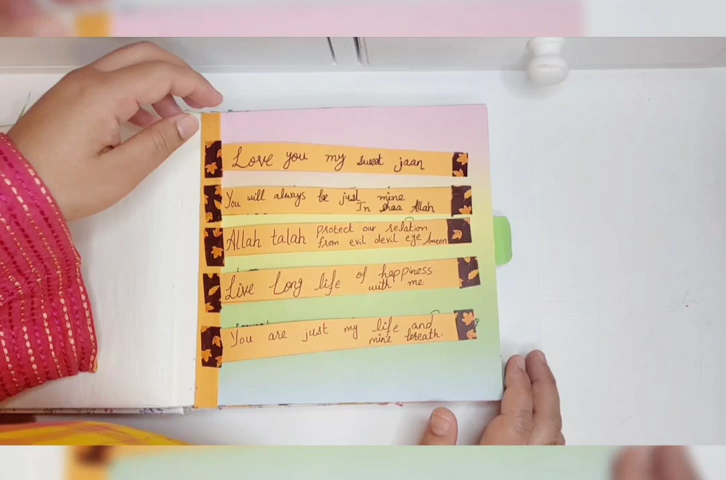 Love you my sweet jaan
You will always be just mine
In shaa Allah
Allah talah protect our relation
from evil devil eye Ameen
Live Long life of happiness
with me
You are just my life and
mine breath.